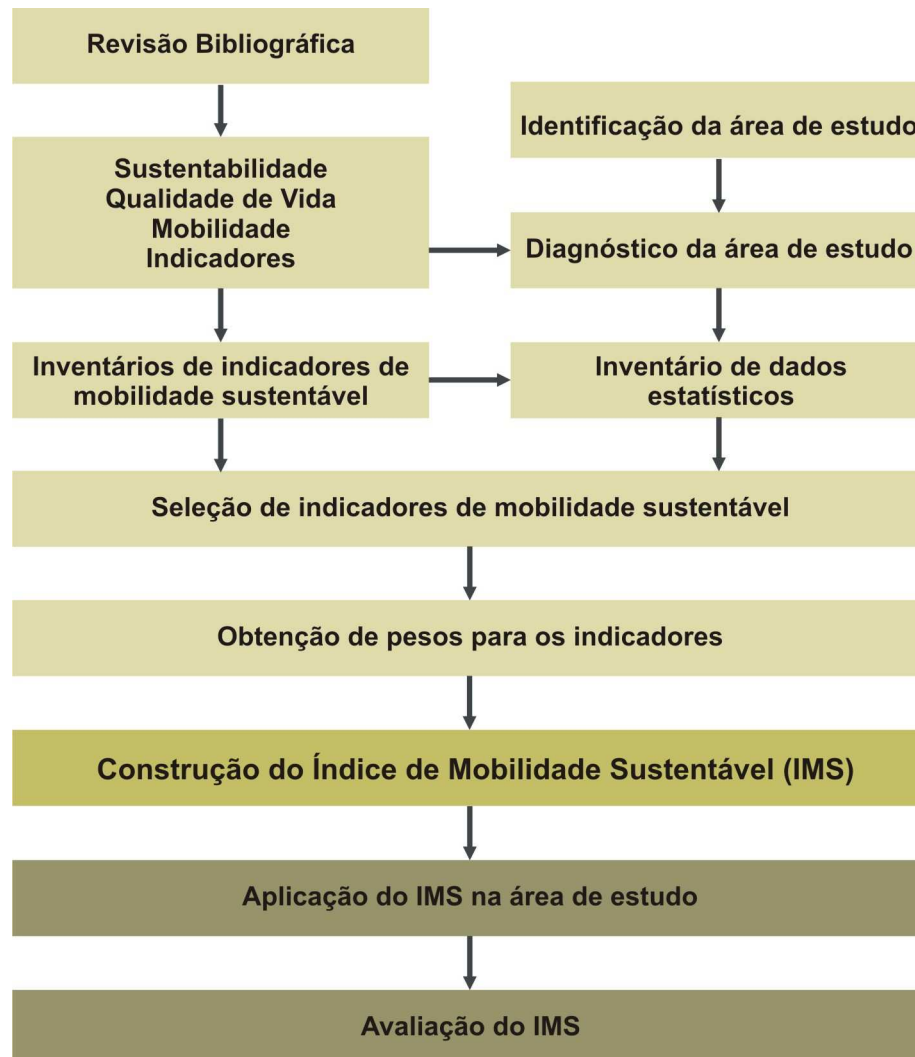 Revisão Bibliográfica
Identificação da área de estudo
Sustentabilidade
Qualidade de Vida
Mobilidade
Indicadores
Diagnóstico da área de estudo
Inventários de indicadores de
mobilidade sustentável
Inventário de dados
estatísticos
Seleção de indicadores de mobilidade sustentável
Obtenção de pesos para os indicadores
Construção do Índice de Mobilidade Sustentável (IMS)
Aplicação do IMS na área de estudo
Avaliação do IMS